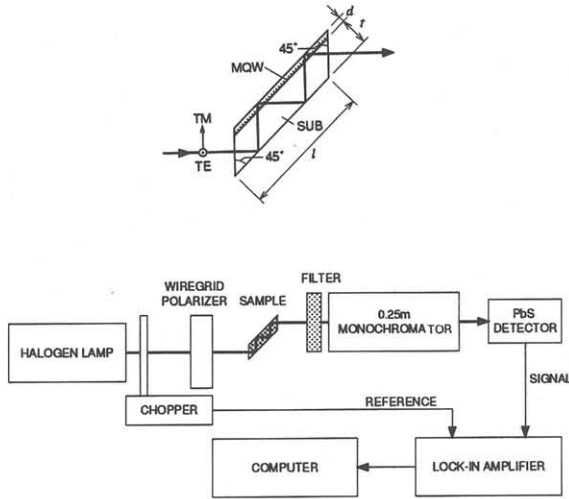 d
t
45°
MQW
TM
SUB
TE
45°
l
FILTER
WIREGRID
POLARIZER
SAMPLE
HALOGEN LAMP
0.25m
MONOCHROMATOR
PbS
DETECTOR
SIGNAL
CHOPPER
REFERENCE
COMPUTER
LOCK-IN AMPLIFIER